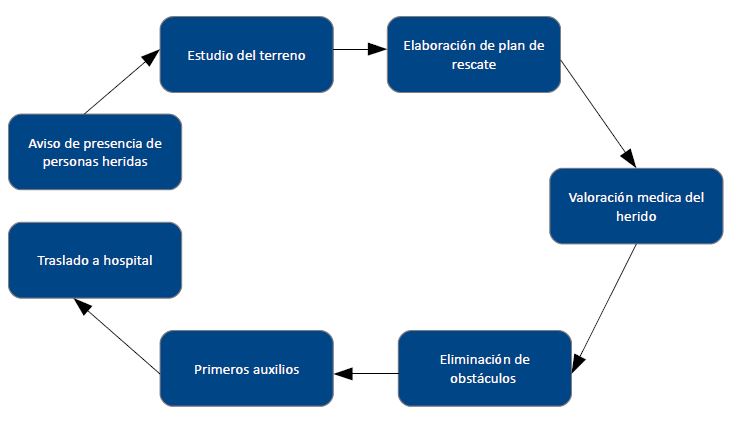 Aviso de presencia de
personas heridas
Estudio del terreno
Elaboración de plan de
rescate
Valoración medica del
herido
Eliminación de
obstáculos
Primeros auxilios
Traslado a hospital